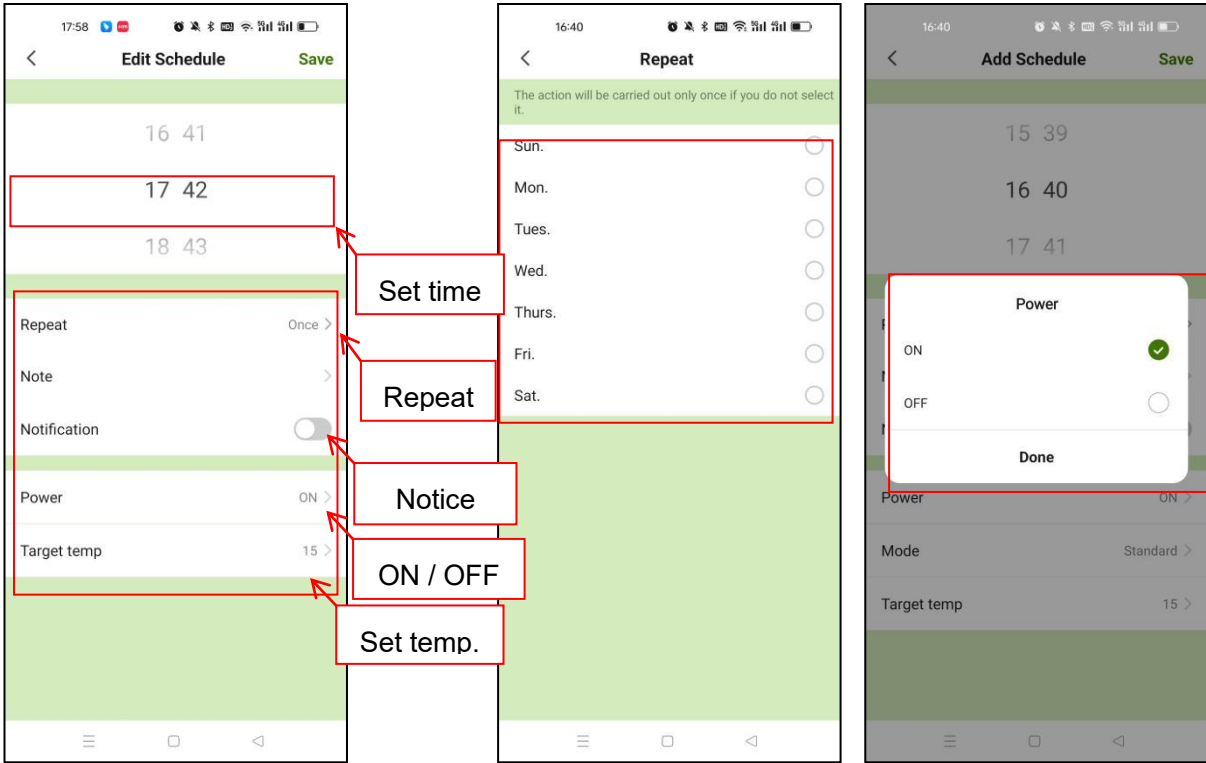 17:58
Edit Schedule
Save
16 41
17 42
18 43
Repeat
Once
Note
Notification
Power
ON
Target temp
15
Set time
Repeat
Notice
ON / OFF
Set temp.
16:40
Repeat
The action will be carried out only once if you do not select
it.
Sun.
Mon.
Tues.
Wed.
Thurs.
Fri.
Sat.
16:40
Add Schedule
Save
15 39
16 40
17 41
Power
ON
OFF
Done
Power
ON
Mode
Standard
Target temp
15